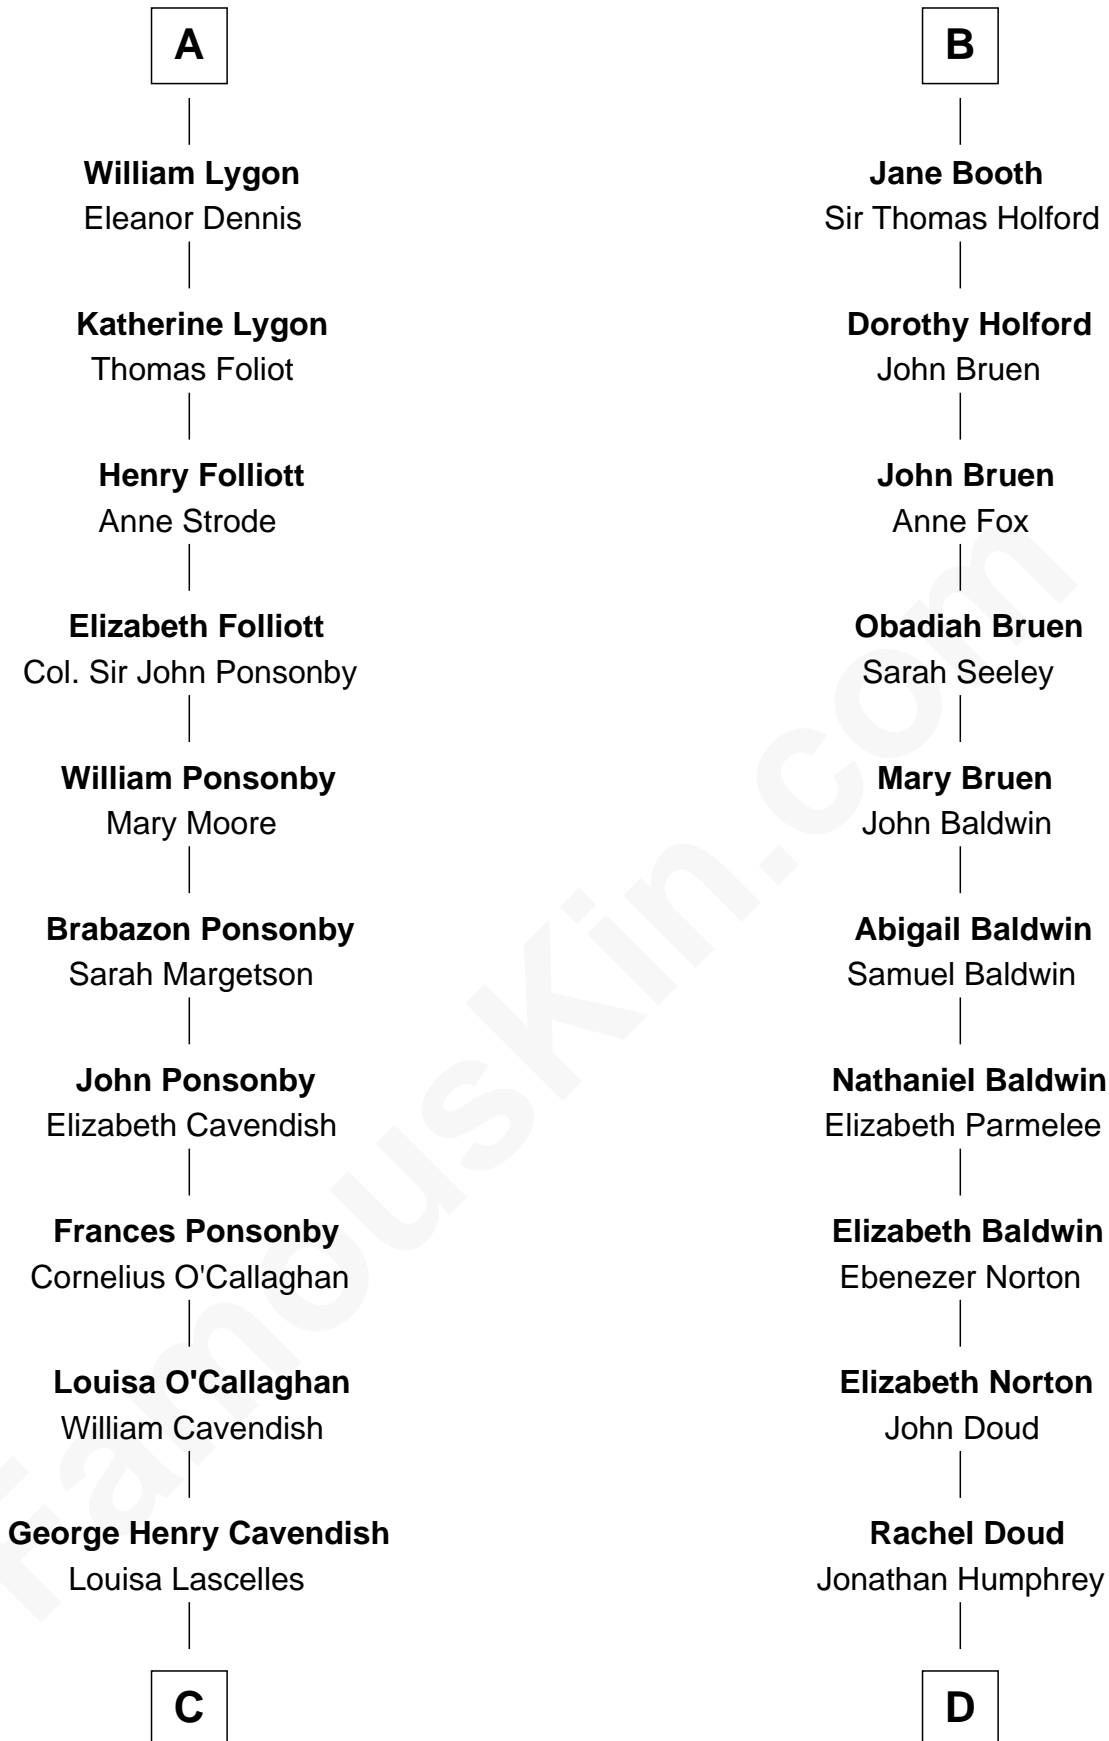 A
William Lygon
Eleanor Dennis
Katherine Lygon
Thomas Foliot
Henry Folliott
Anne Strode
Elizabeth Folliott
Col. Sir John Ponsonby
William Ponsonby
Mary Moore
Brabazon Ponsonby
Sarah Margetson
John Ponsonby
Elizabeth Cavendish
Frances Ponsonby
Cornelius O'Callaghan
Louisa O'Callaghan
William Cavendish
George Henry Cavendish
Louisa Lascelles
C
B
Jane Booth
Sir Thomas Holford
Dorothy Holford
John Bruen
John Bruen
Anne Fox
Obadiah Bruen
Sarah Seeley
Mary Bruen
John Baldwin
Abigail Baldwin
Samuel Baldwin
Nathaniel Baldwin
Elizabeth Parmelee
Elizabeth Baldwin
Ebenezer Norton
Elizabeth Norton
John Doud
Rachel Doud
Jonathan Humphrey
D
FamousKin.com